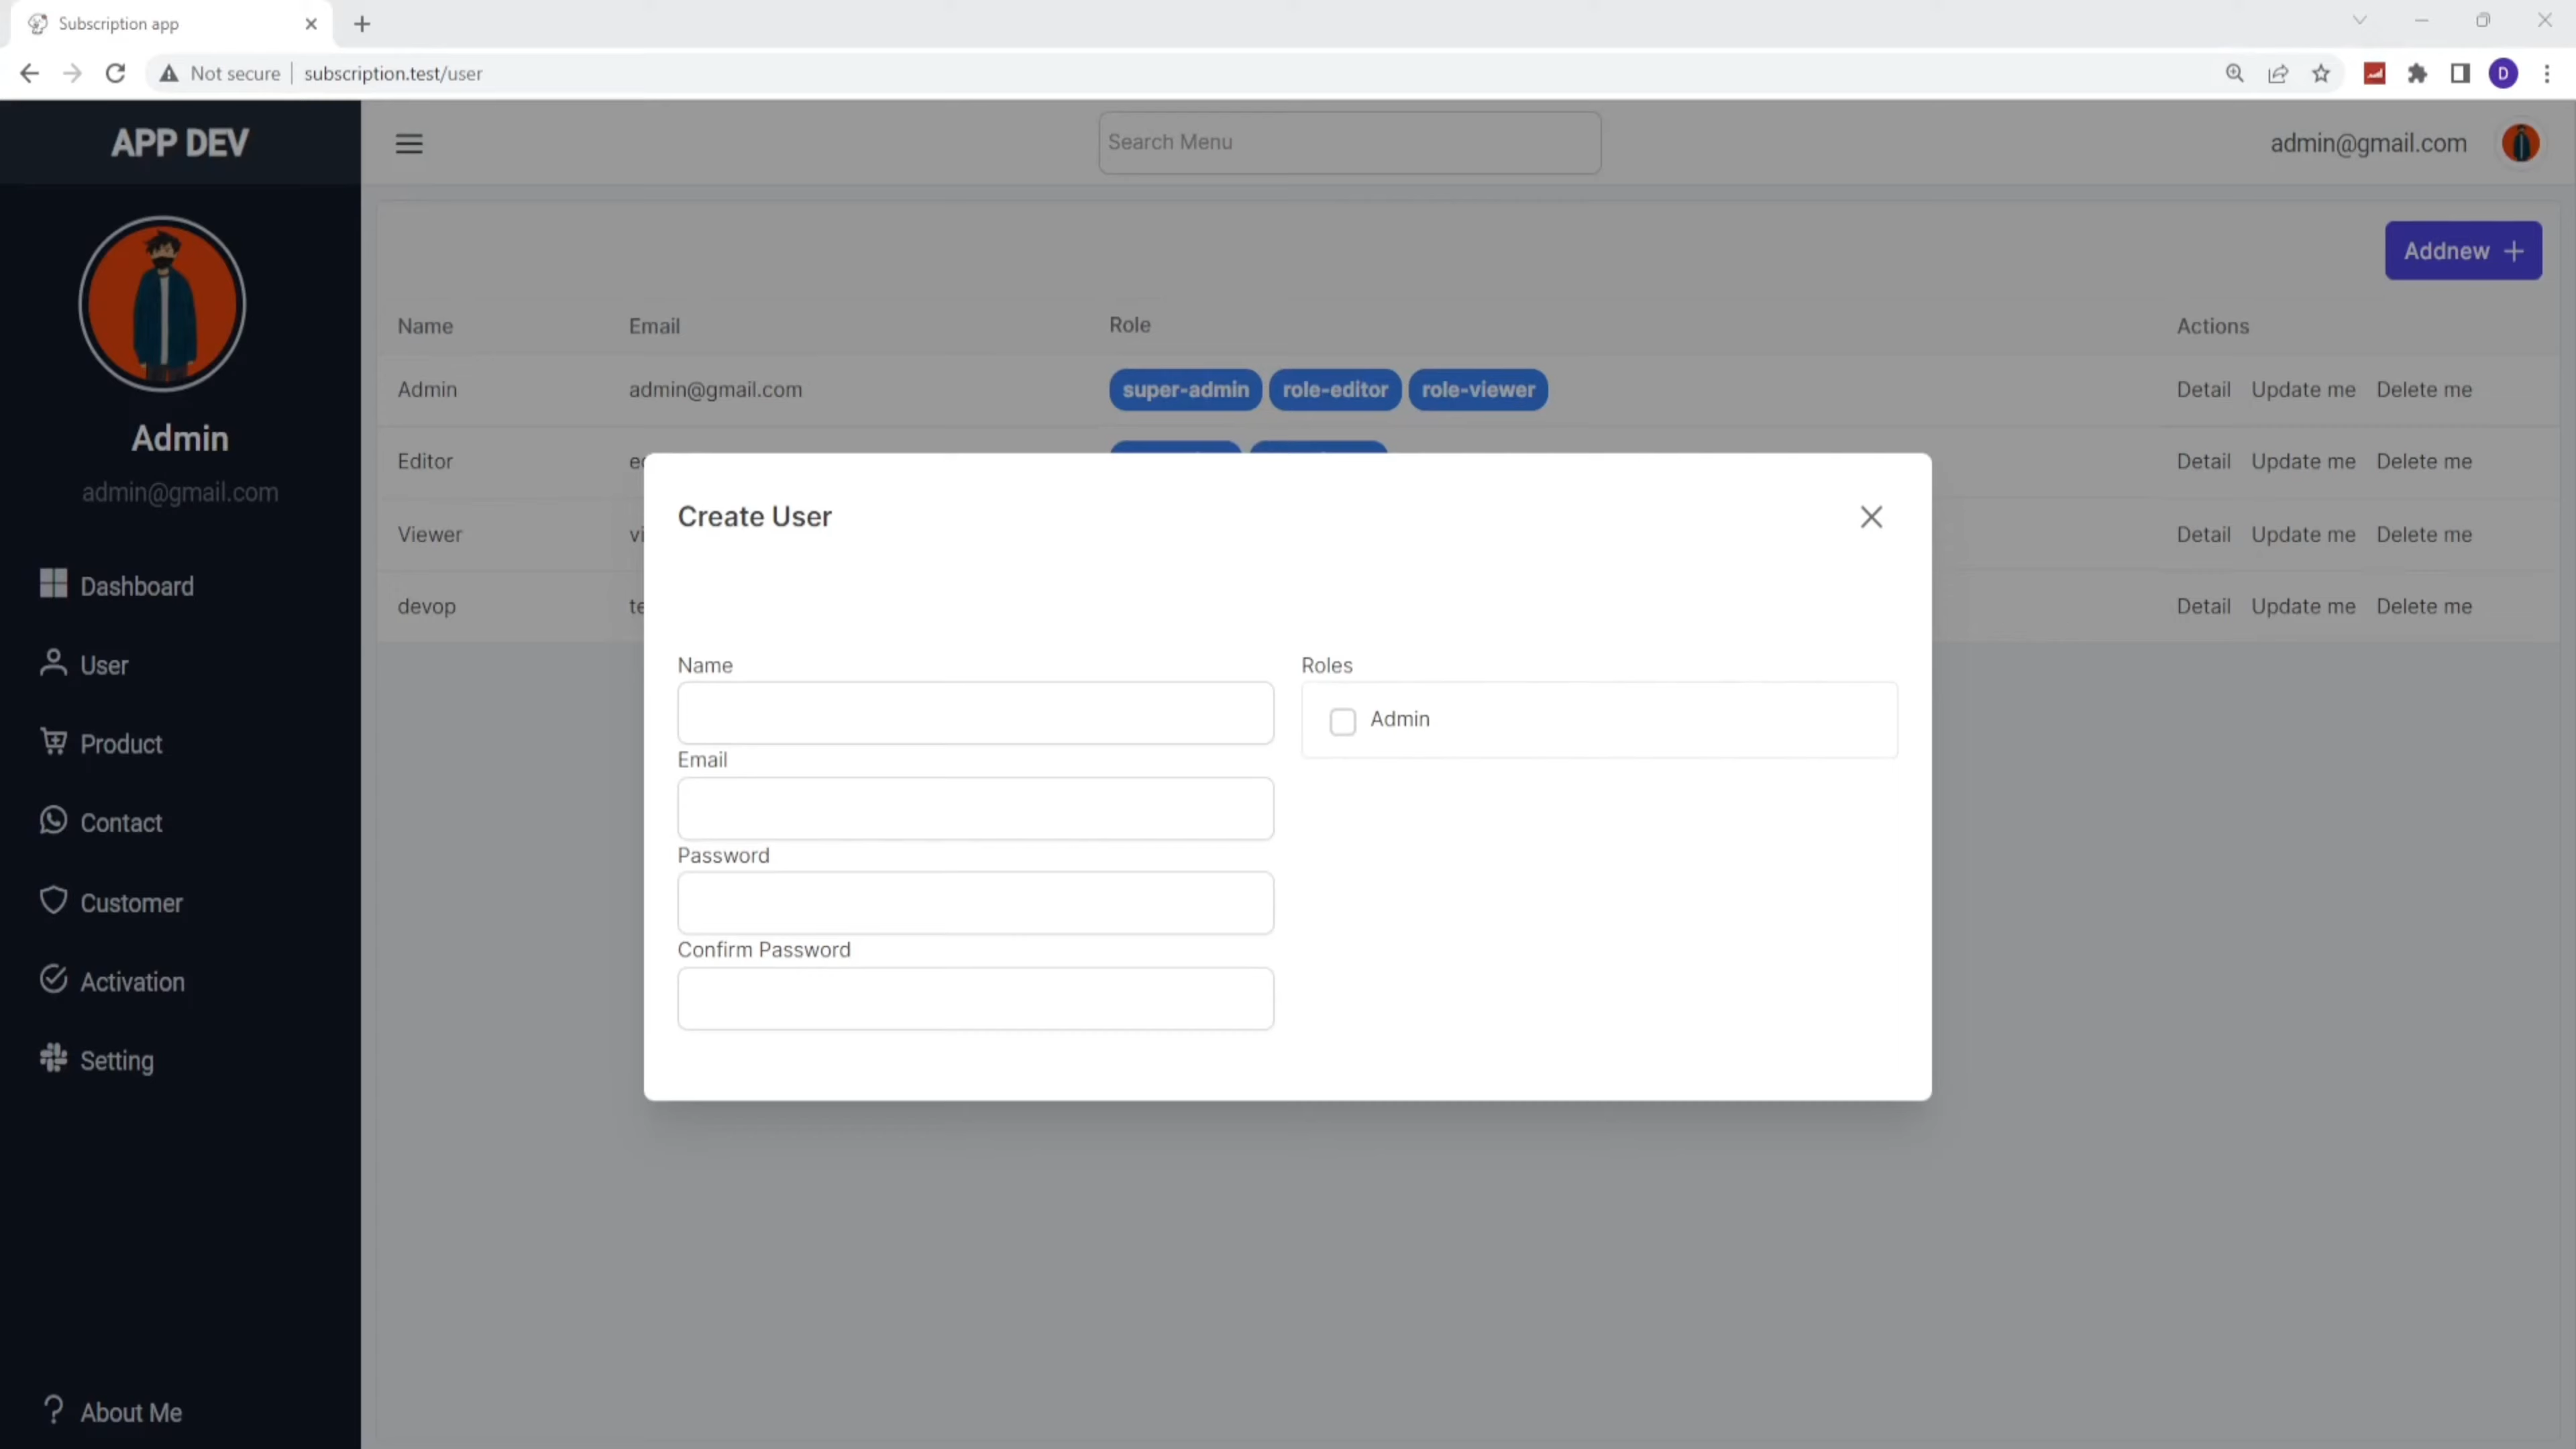 Subscription app
Not secure subscription.test/user
D
APP DEV
Search Menu
admin@gmail.com
Admin
admin@gmail.com
Dashboard
User
Product
Contact
Customer
Activation
Setting
About Me
Addnew
Name Email Role Actions
Admin admin@gmail.com super-admin role-editor role-viewer Detail Update me Delete me
Editor Detail Update me Delete me
Viewer Detail Update me Delete me
devop Detail Update me Delete me
Create User
Name
Email
Password
Confirm Password
Roles
Admin